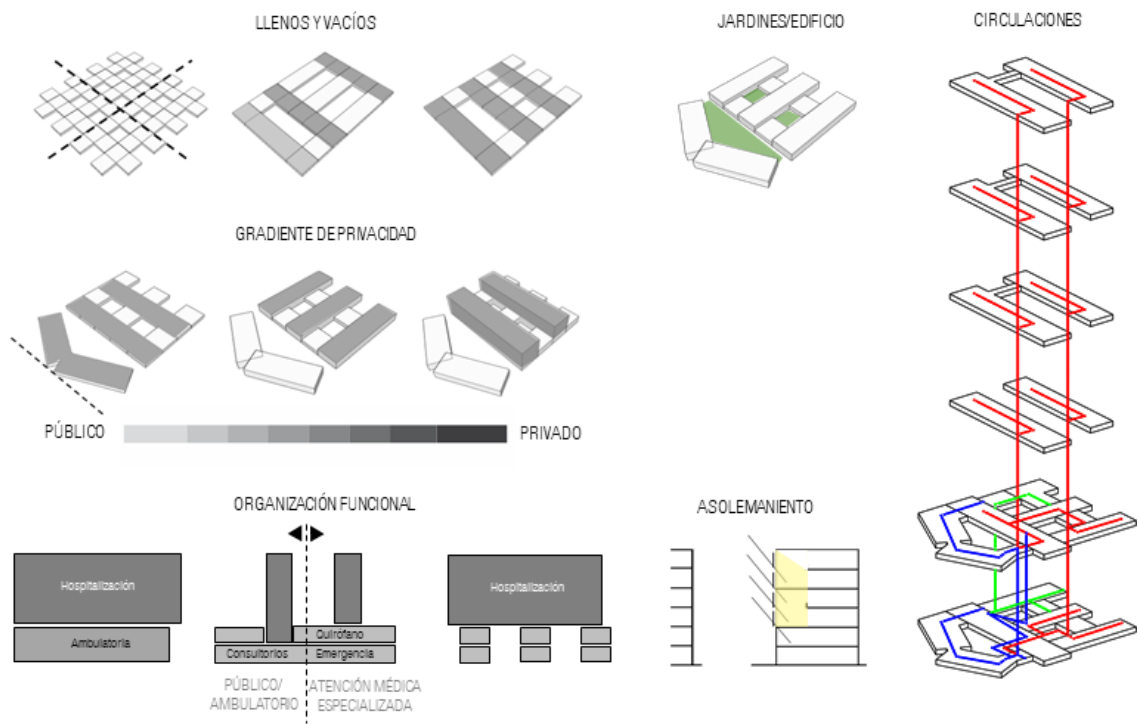 LLENOS Y VACÍOS
JARDINES/EDIFICIO
CIRCULACIONES
GRADIENTE DE PRIVACIDAD
PÚBLICO
PRIVADO
ORGANIZACIÓN FUNCIONAL
ASOLEMANIENTO
Hospitalización
Ambulatoria
Quirófano
Consultorios
Emergencia
Hospitalización
PÚBLICO/
AMBULATORIO
ATENCIÓN MÉDICA
ESPECIALIZADA